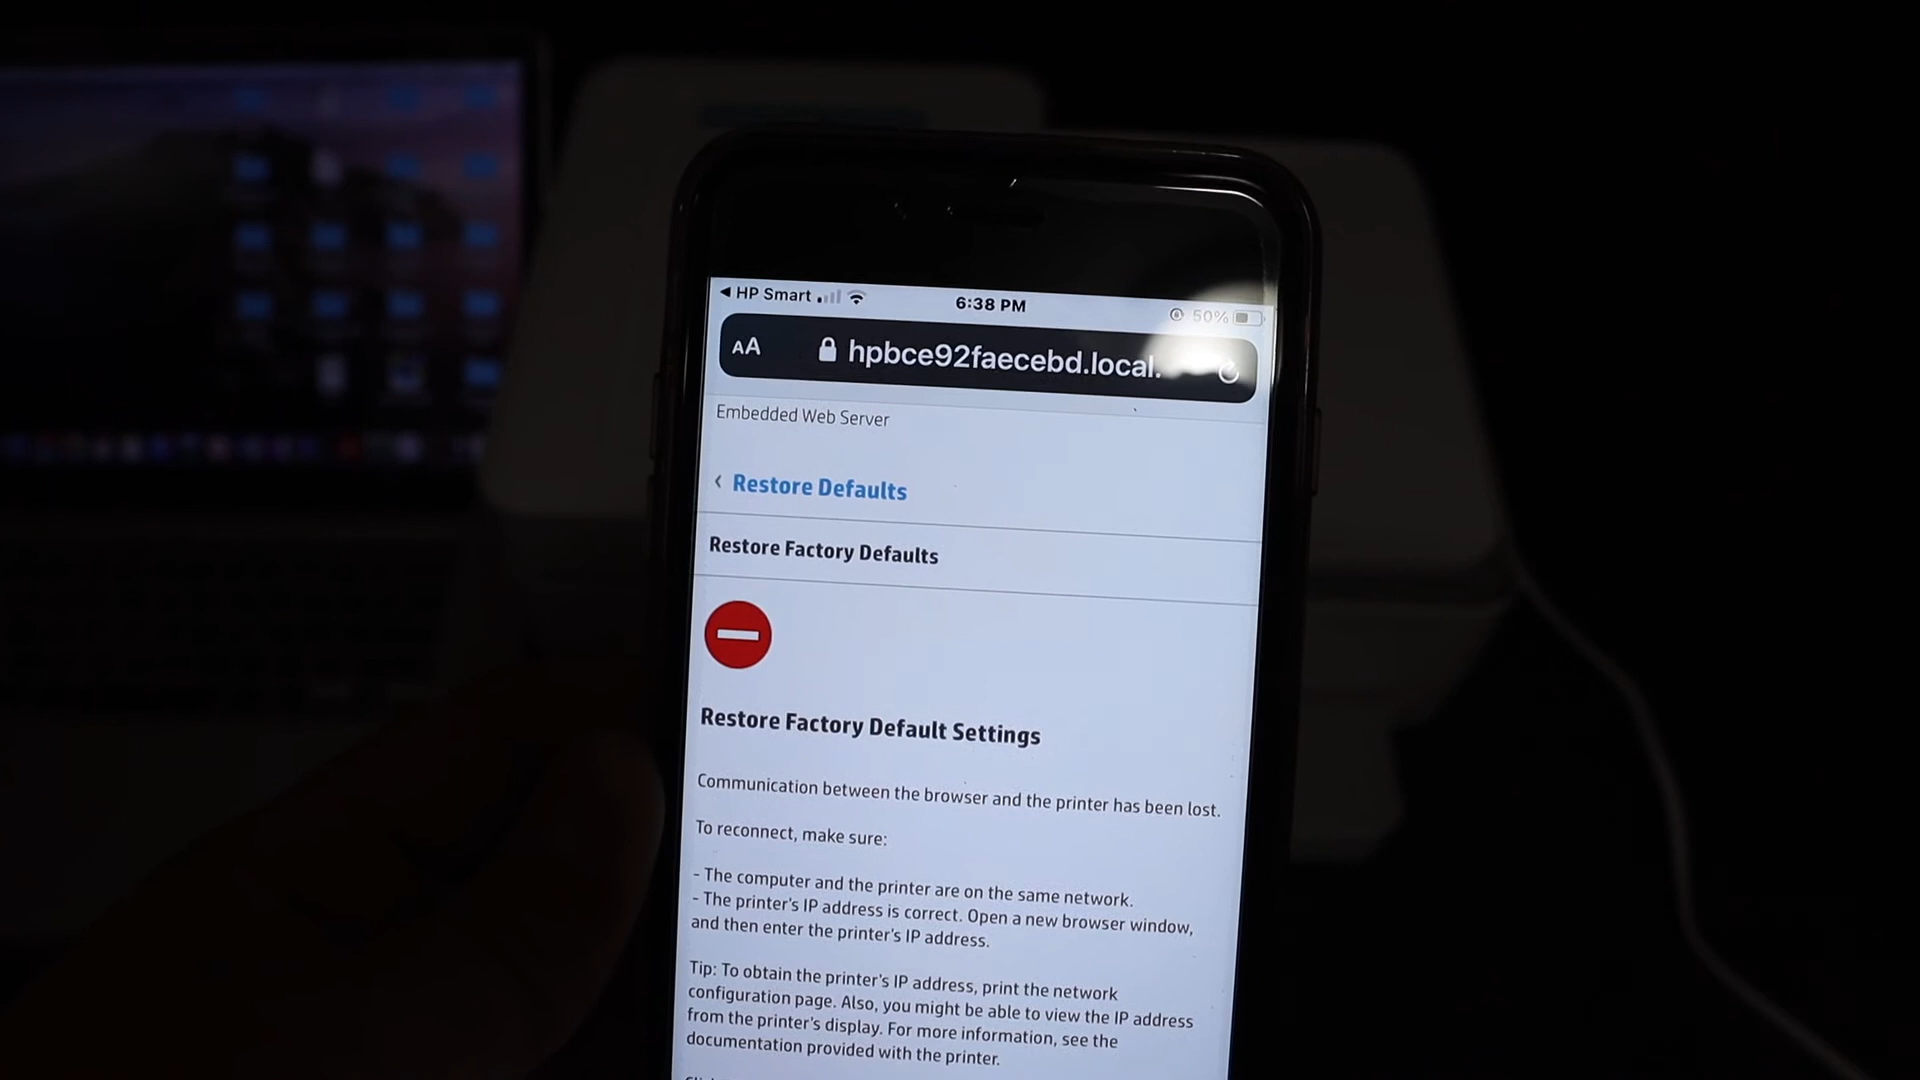 HP Smart
6:38 PM
50%
AA
hpbce92faecebd.local.
Embedded Web Server
Restore Defaults
Restore Factory Defaults
Restore Factory Default Settings
Communication between the browser and the printer has been lost.
To reconnect, make sure:
- The computer and the printer are on the same network.
- The printer's IP address is correct. Open a new browser window,
and then enter the printer's IP address.
Tip: To obtain the printer's IP address, print the network
configuration page. Also, you might be able to view the IP address
from the printer's display. For more information, see the
documentation provided with the printer.